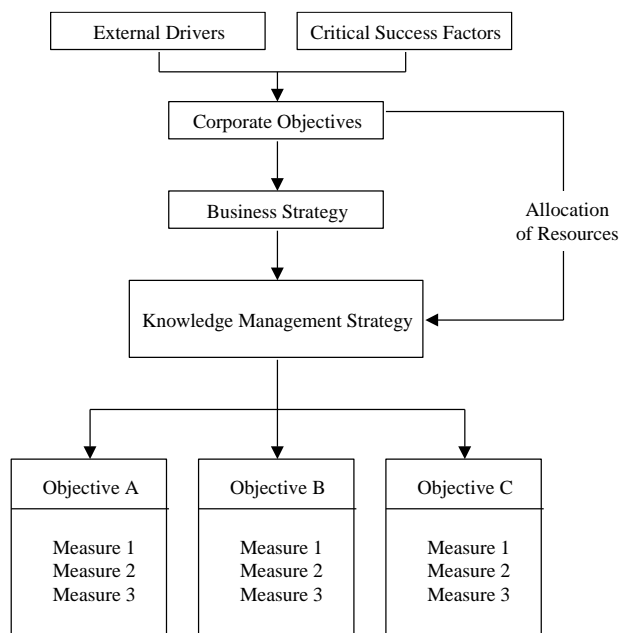 External Drivers
Critical Success Factors
Corporate Objectives
Business Strategy
Allocation
of Resources
Knowledge Management Strategy
Objective A
Measure 1
Measure 2
Measure 3
Objective B
Measure 1
Measure 2
Measure 3
Objective C
Measure 1
Measure 2
Measure 3